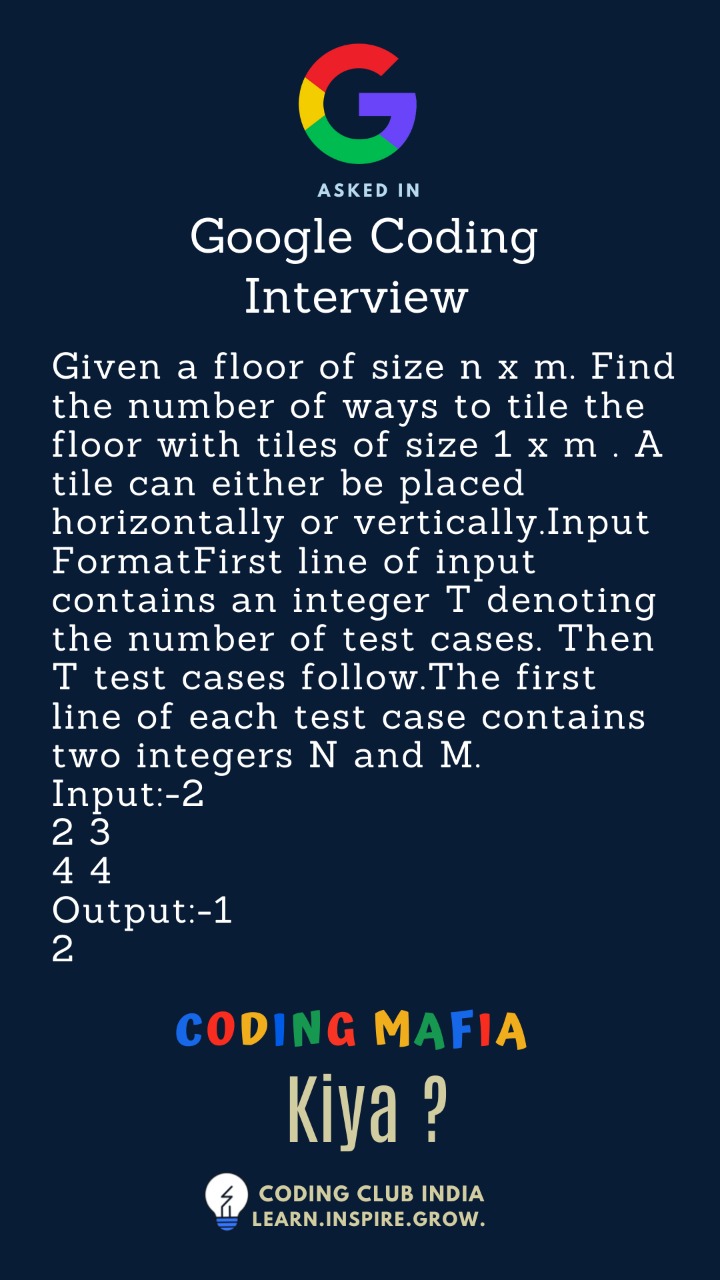 ASKED IN
Google Coding
Interview
Given a floor of size n x m. Find
the number of ways to tile the
floor with tiles of size 1 x m . A
tile can either be placed
horizontally or vertically.Input
FormatFirst line of input
contains an integer T denoting
the number of test cases. Then
T test cases follow.The first
line of each test case contains
two integers N and M.
Input:-2
2 3
4 4
Output:-1
2
CODING MAFIA
Kiya ?
CODING CLUB INDIA
LEARN.INSPIRE.GROW.